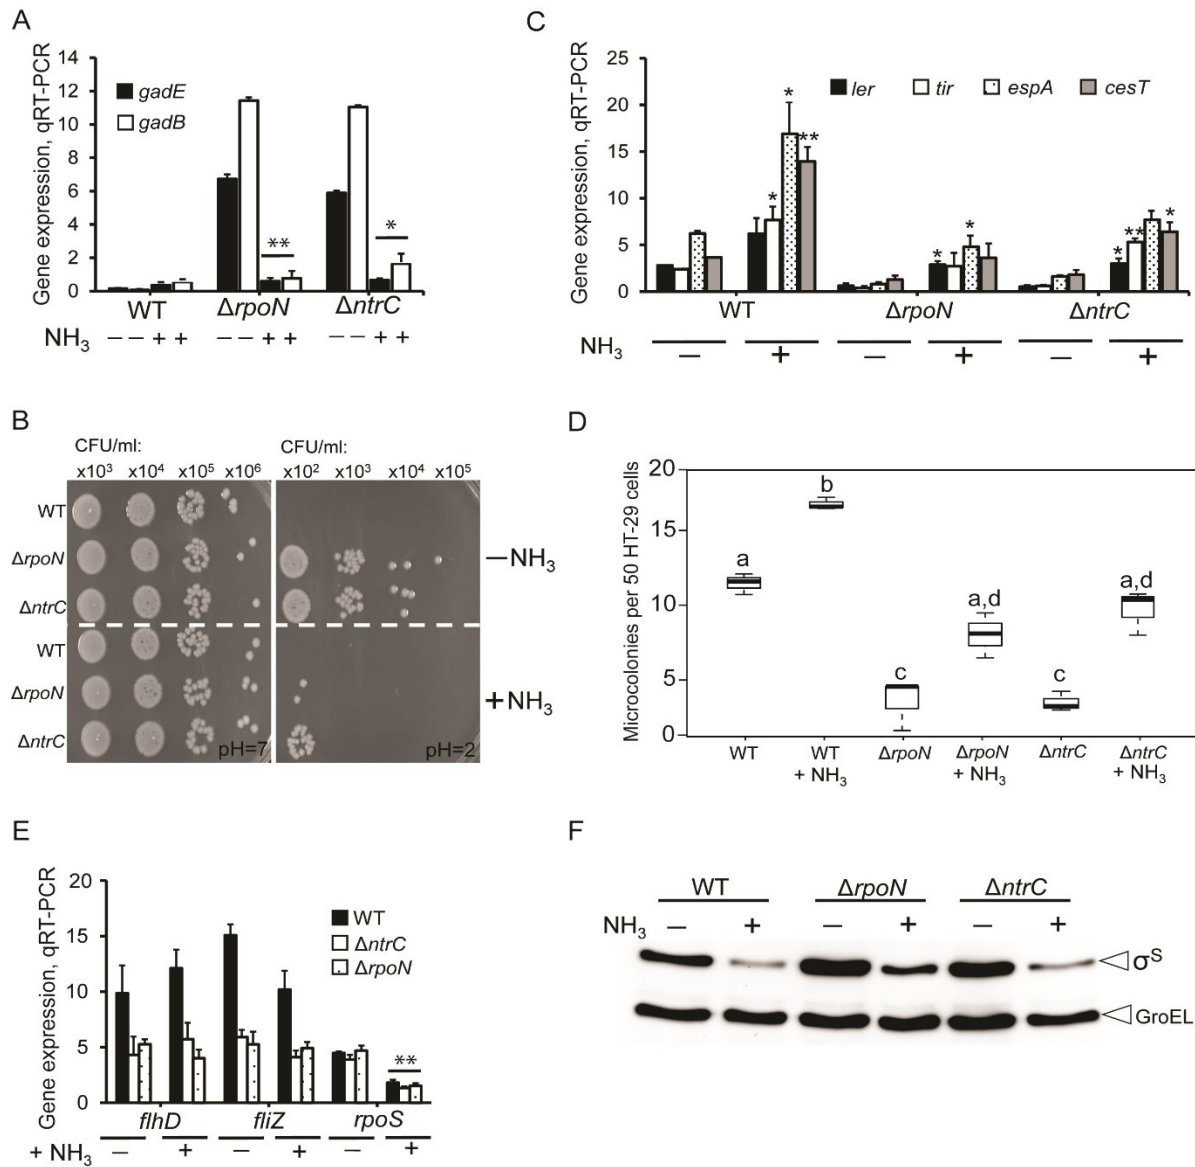 A
Gene expression, qRT-PCR
14
12
10
8
6
4
2
0
gadE
gadB
**
*
WT
ΔrpoN
ΔntrC
NH₃
— — + +
— — + +
— — + +
B
CFU/ml:
x10³ x10⁴ x10⁵ x10⁶
CFU/ml:
x10² x10³ x10⁴ x10⁵
WT
ΔrpoN
ΔntrC
WT
ΔrpoN
ΔntrC
pH=7
pH=2
—NH₃
+NH₃
C
Gene expression, qRT-PCR
25
20
15
10
5
0
ler tir espA cesT
* * **
* *
* ** *
WT ΔrpoN ΔntrC
NH₃
— + — + — +
D
Microcolonies per 50 HT-29 cells
20
15
10
5
0
a
b
c
a,d
c
a,d
WT
WT + NH₃
ΔrpoN
ΔrpoN + NH₃
ΔntrC
ΔntrC + NH₃
E
Gene expression, qRT-PCR
20
15
10
5
0
WT
ΔntrC
ΔrpoN
**
flhD fliZ rpoS
+ NH₃ — + — + — +
F
WT ΔrpoN ΔntrC
NH₃ — + — + — +
σˢ
GroEL